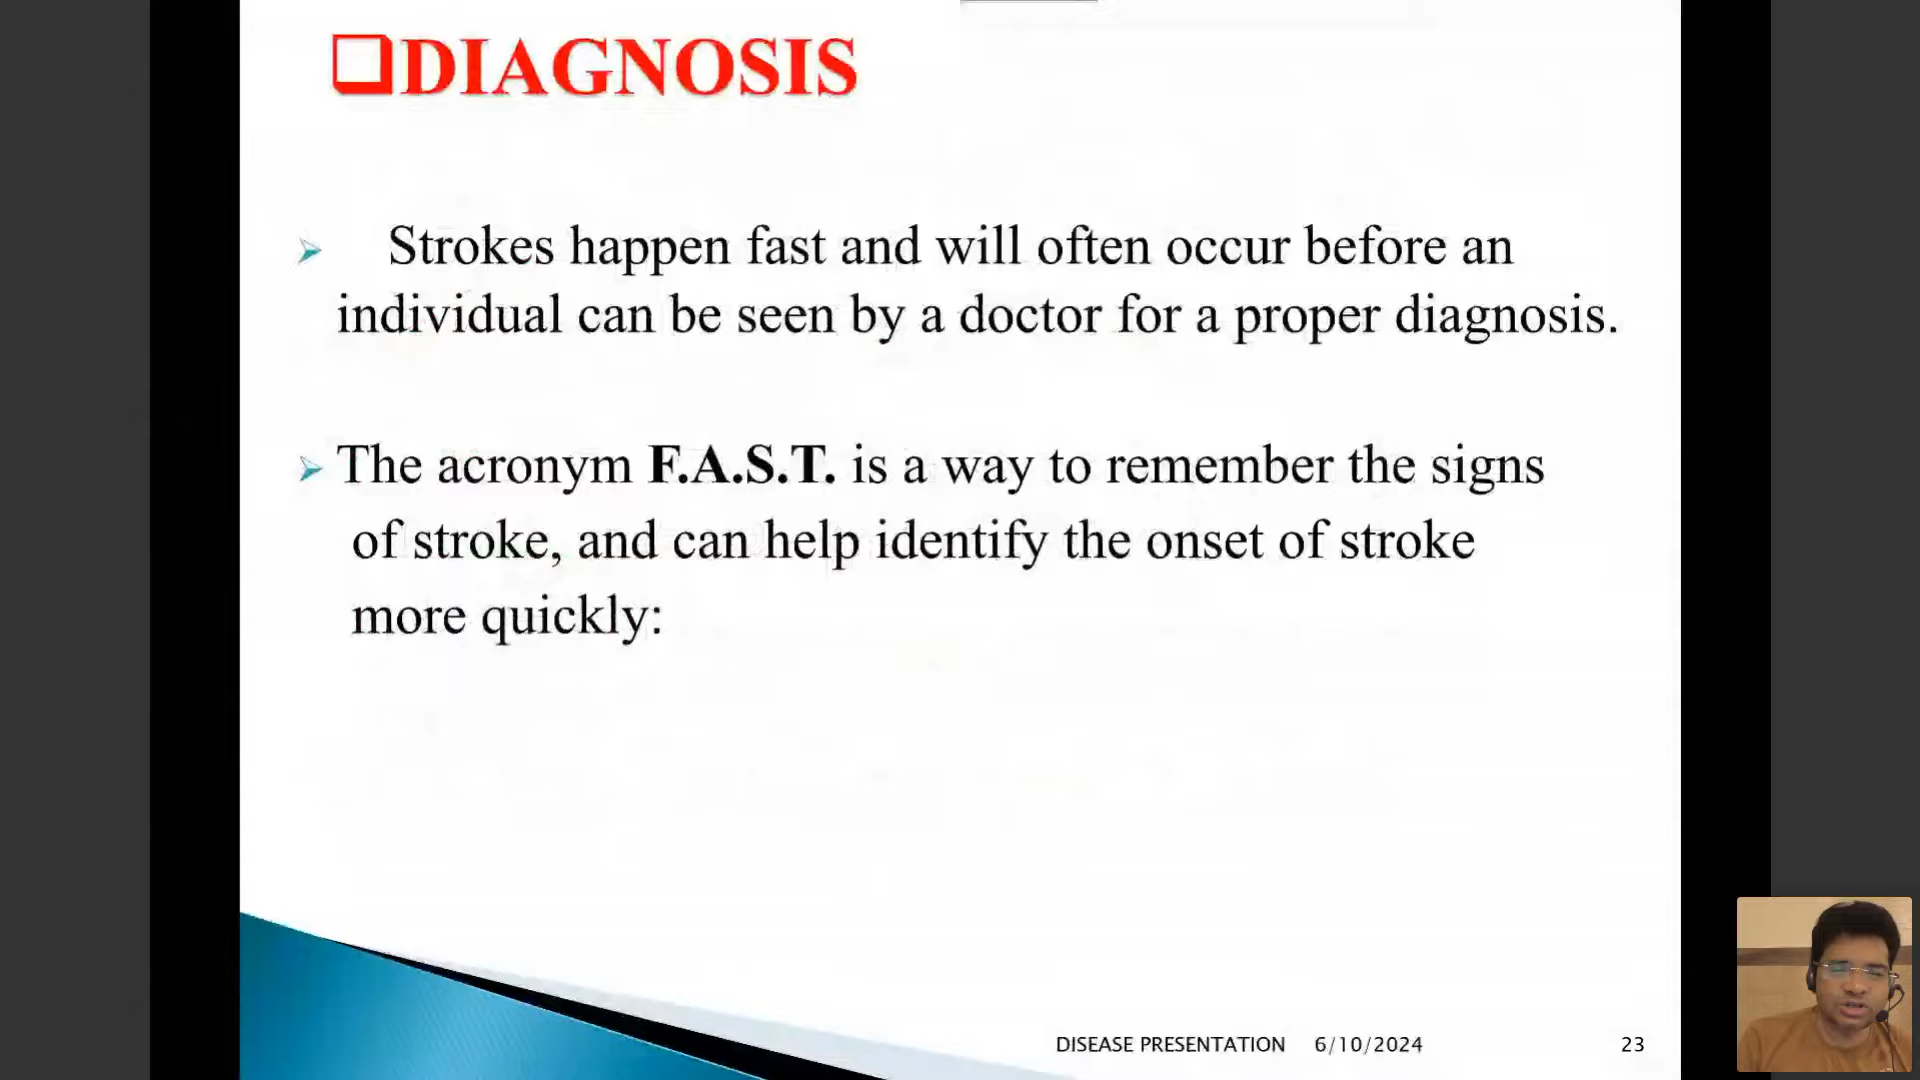 DIAGNOSIS
Strokes happen fast and will often occur before an
individual can be seen by a doctor for a proper diagnosis.
The acronym F.A.S.T. is a way to remember the signs
of stroke, and can help identify the onset of stroke
more quickly:
DISEASE PRESENTATION 6/10/2024 23